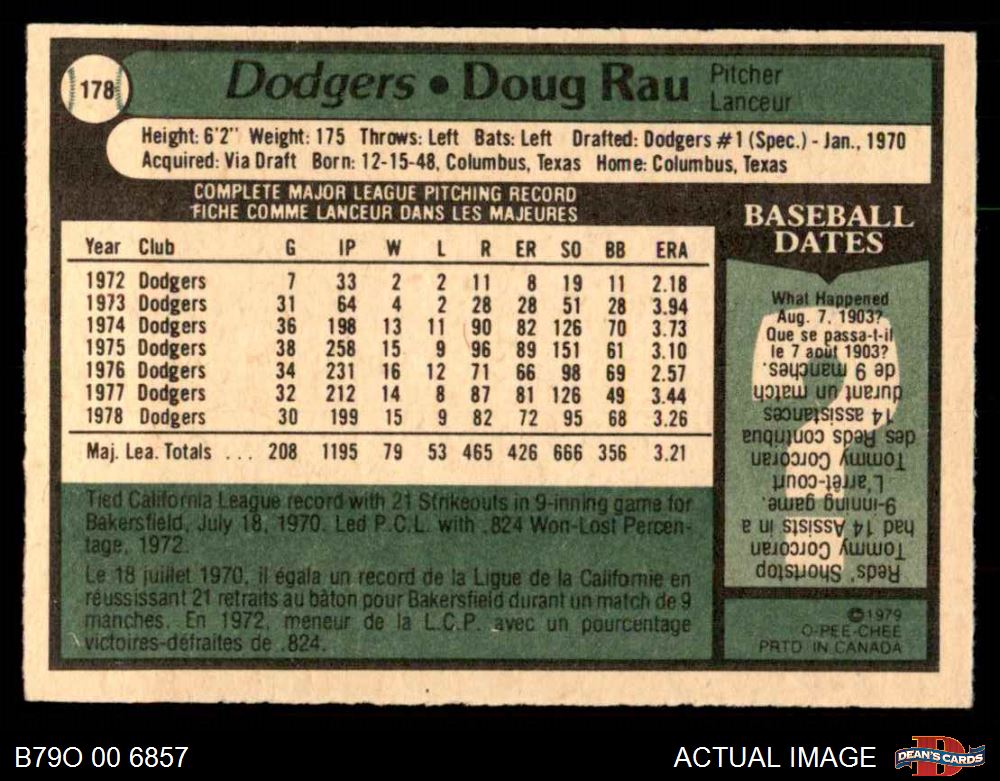 178
Dodgers • Doug Rau
Pitcher
Lanceur
Height: 6'2" Weight: 175 Throws: Left Bats: Left Drafted: Dodgers #1 (Spec.) - Jan., 1970
Acquired: Via Draft Born: 12-15-48, Columbus, Texas Home: Columbus, Texas
COMPLETE MAJOR LEAGUE PITCHING RECORD
FICHE COMME LANCEUR DANS LES MAJEURES
Year Club G IP W L R ER SO BB ERA
1972 Dodgers 7 33 2 2 11 8 19 11 2.18
1973 Dodgers 31 64 4 2 28 28 51 28 3.94
1974 Dodgers 36 198 13 11 90 82 126 70 3.73
1975 Dodgers 38 258 15 9 96 89 151 61 3.10
1976 Dodgers 34 231 16 12 71 66 98 69 2.57
1977 Dodgers 32 212 14 8 87 81 126 49 3.44
1978 Dodgers 30 199 15 9 82 72 95 68 3.26
Maj. Lea. Totals ... 208 1195 79 53 465 426 666 356 3.21
Tied California League record with 21 Strikeouts in 9-inning game for
Bakersfield, July 18, 1970. Led P.C.L. with .824 Won-Lost Percen-
tage, 1972.
Le 18 juillet 1970, il égala un record de la Ligue de la Californie en
réussissant 21 retraits au bâton pour Bakersfield durant un match de 9
manches. En 1972, meneur de la L.C.P. avec un pourcentage
victoires-défaites de .824.
BASEBALL
DATES
What Happened
Aug. 7, 1903?
Que se passa-t-il
le 7 août 1903?
Reds' Shortstop
Tommy Corcoran
had 14 Assists in a
9-inning game.
L'arrêt-court
Tommy Corcoran
des Reds contribua
14 assistances
durant un match
de 9 manches.
©1979
O-PEE-CHEE
PRTD IN CANADA
B79O 00 6857
ACTUAL IMAGE
D
DEAN'S CARDS